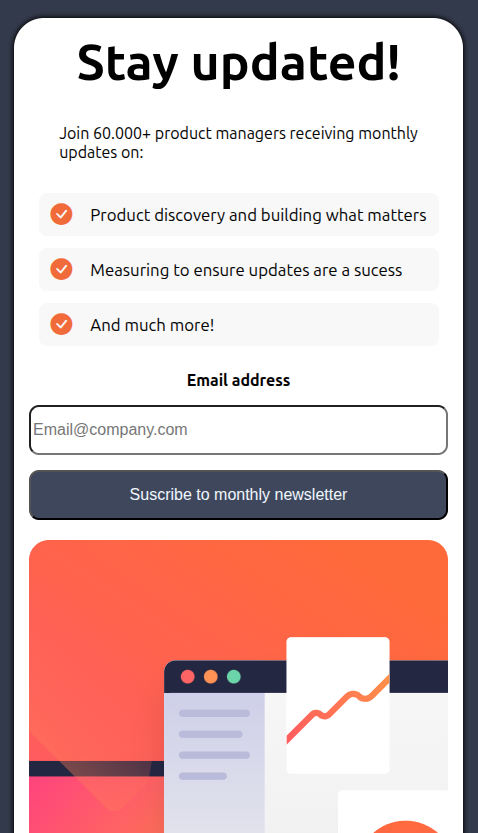 Stay updated!
Join 60.000+ product managers receiving monthly
updates on:
Product discovery and building what matters
Measuring to ensure updates are a sucess
And much more!
Email address
Email@company.com
Suscribe to monthly newsletter